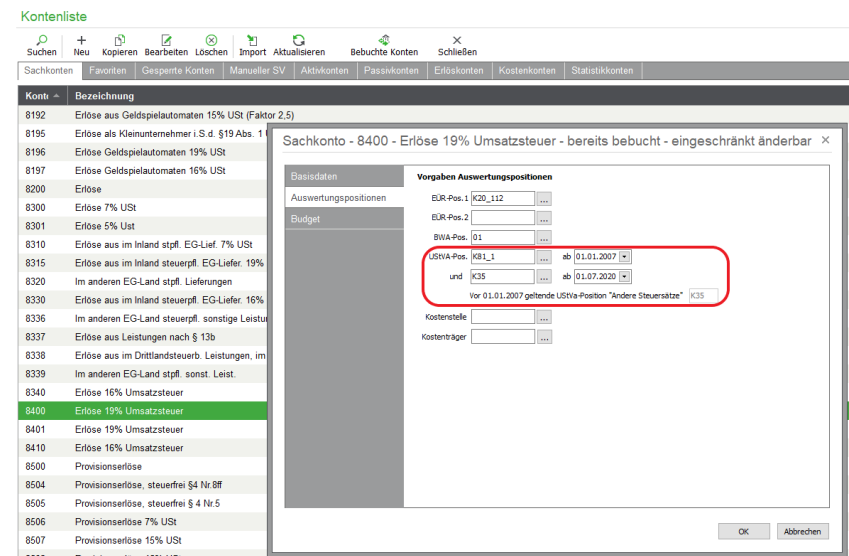 Kontenliste
Suchen Neu Kopieren Bearbeiten Löschen Import Aktualisieren Bebuchte Konten Schließen
Sachkonten Favoriten Gesperrte Konten Manueller SV Aktivkonten Passivkonten Erlöskonten Kostenkonten Statistikkonten
Bezeichnung
8192 Erlöse aus Geldspielautomaten 15% USt (Faktor 2,5)
8195 Erlöse als Kleinunternehmer i.S.d. §19 Abs. 1
8196 Erlöse Geldspielautomaten 19% USt
8197 Erlöse Geldspielautomaten 16% USt
8200 Erlöse
8300 Erlöse 7% USt
8301 Erlöse 5% Ust
8310 Erlöse aus im Inland stpfl. EG-Lief. 7% USt
8315 Erlöse aus im Inland steuerpfl. EG-Liefer. 19%
8320 Im anderen EG-Land stpfl. Lieferungen
8330 Erlöse aus im Inland steuerpfl. EG-Liefer. 16%
8336 Im anderen EG-Land steuerpfl. sonstige Leistu
8337 Erlöse aus Leistungen nach § 13b
8338 Erlöse aus im Drittlandsteuerb. Leistungen, im
8339 Im anderen EG-Land stpfl. sonst. Leist.
8340 Erlöse 16% Umsatzsteuer
8400 Erlöse 19% Umsatzsteuer
8401 Erlöse 19% Umsatzsteuer
8410 Erlöse 16% Umsatzsteuer
8500 Provisionserlöse
8504 Provisionserlöse, steuerfrei §4 Nr.8ff
8505 Provisionserlöse, steuerfrei § 4 Nr.5
8506 Provisionserlöse 7% USt
8507 Provisionserlöse 15% USt
Sachkonto - 8400 - Erlöse 19% Umsatzsteuer - bereits bebucht - eingeschränkt änderbar
Basisdaten
Auswertungspositionen
Budget
Vorgaben Auswertungspositionen
EÜR-Pos.1 K20_112 ...
EÜR-Pos.2 ...
BWA-Pos. 01 ...
UStVA-Pos. K81_1 ... ab 01.01.2007
und K35 ... ab 01.07.2020
Vor 01.01.2007 geltende UStVa-Position "Andere Steuersätze" K35
Kostenstelle ...
Kostenträger ...
OK Abbrechen